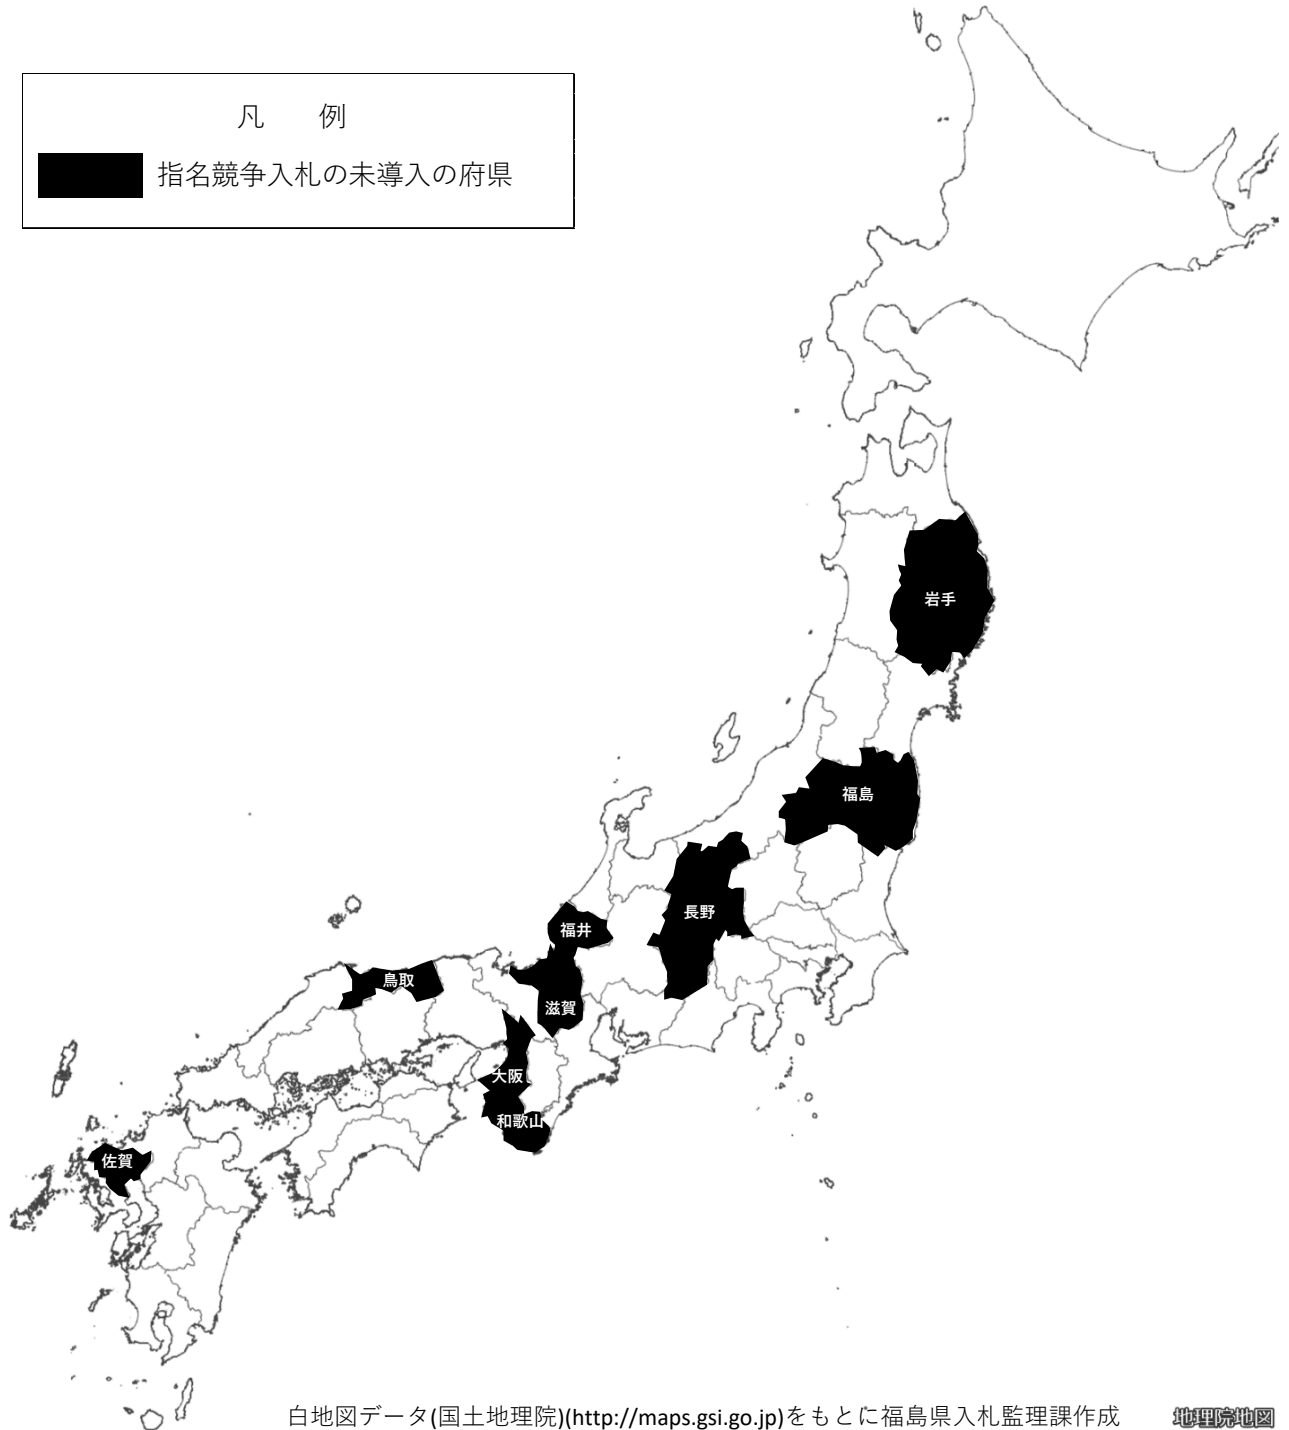 凡　例
指名競争入札の未導入の府県
岩手
福島
長野
福井
鳥取
滋賀
大阪
和歌山
佐賀
白地図データ(国土地理院)(http://maps.gsi.go.jp)をもとに福島県入札監理課作成
地理院地図